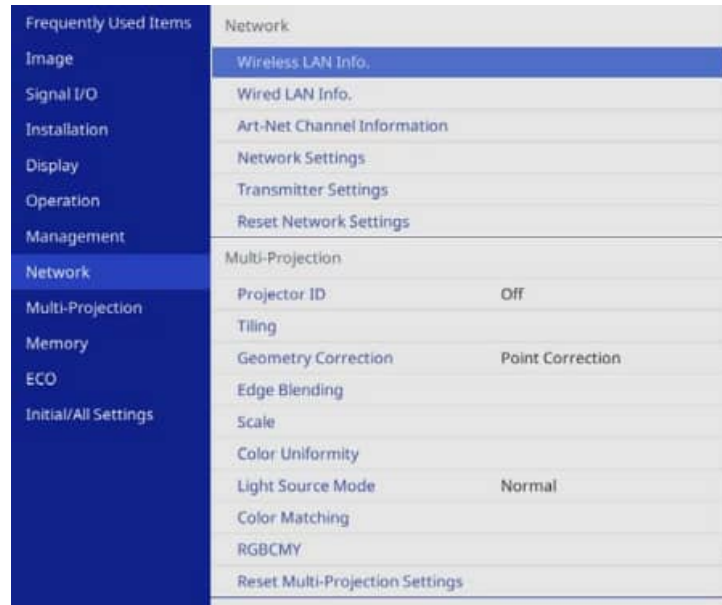 Frequently Used Items
Image
Signal I/O
Installation
Display
Operation
Management
Network
Multi-Projection
Memory
ECO
Initial/All Settings
Network
Wireless LAN Info.
Wired LAN Info.
Art-Net Channel Information
Network Settings
Transmitter Settings
Reset Network Settings
Multi-Projection
Projector ID Off
Tiling
Geometry Correction Point Correction
Edge Blending
Scale
Color Uniformity
Light Source Mode Normal
Color Matching
RGBCMY
Reset Multi-Projection Settings